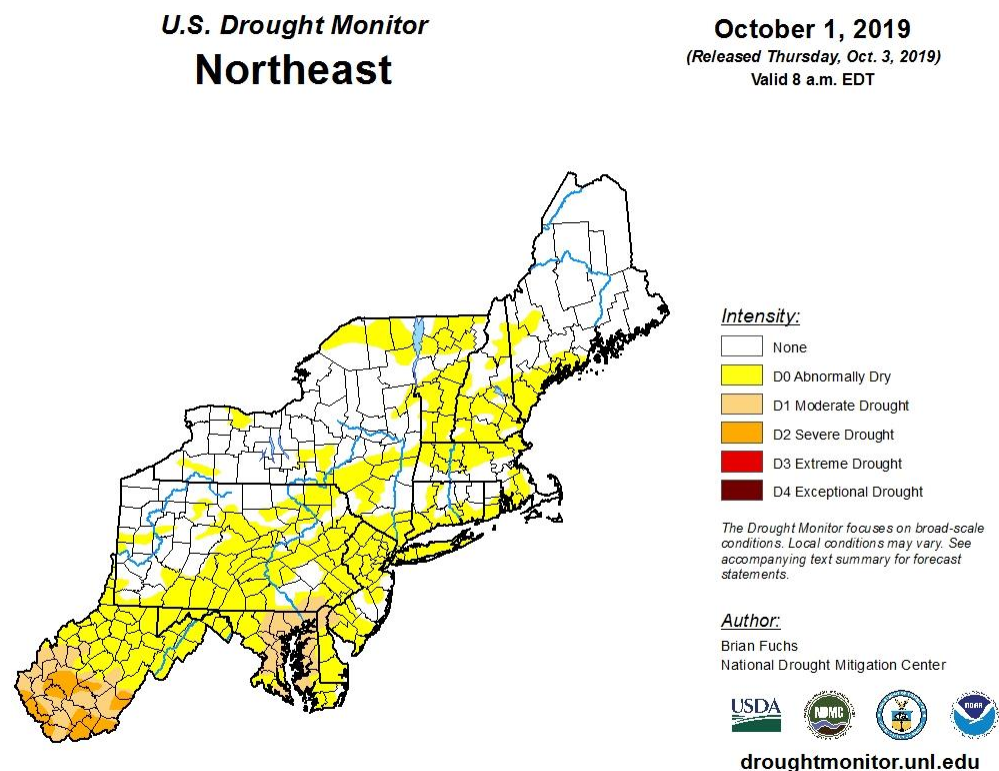 U.S. Drought Monitor
Northeast
October 1, 2019
(Released Thursday, Oct. 3, 2019)
Valid 8 a.m. EDT
Intensity:
None
D0 Abnormally Dry
D1 Moderate Drought
D2 Severe Drought
D3 Extreme Drought
D4 Exceptional Drought
The Drought Monitor focuses on broad-scale
conditions. Local conditions may vary. See
accompanying text summary for forecast
statements.
Author:
Brian Fuchs
National Drought Mitigation Center
USDA
NDMC
NOAA
droughtmonitor.unl.edu